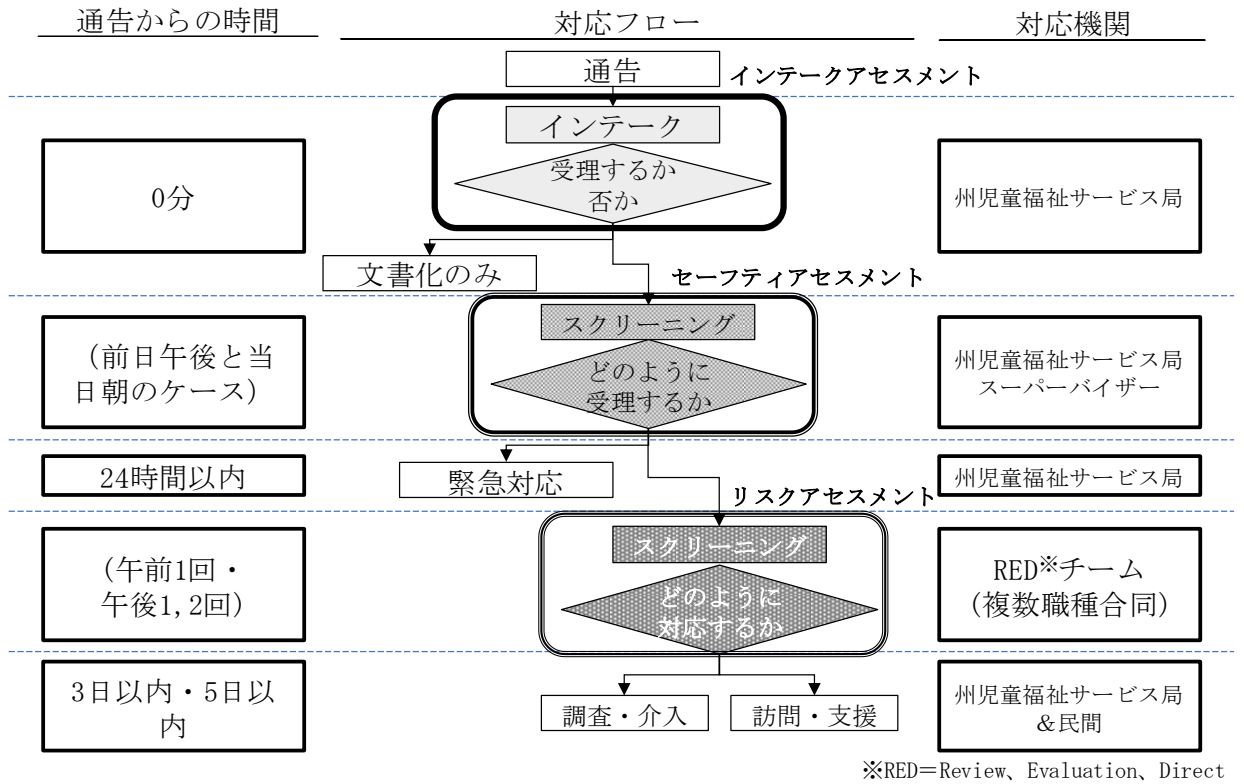 通告からの時間
対応フロー
対応機関
通告
インテークアセスメント
0分
インテーク
受理するか
否か
州児童福祉サービス局
文書化のみ
セーフティアセスメント
(前日午後と当
日朝のケース)
スクリーニング
どのように
受理するか
州児童福祉サービス局
スーパーバイザー
24時間以内
緊急対応
州児童福祉サービス局
リスクアセスメント
(午前1回・
午後1,2回)
スクリーニング
どのように
対応するか
RED※チーム
(複数職種合同)
3日以内・5日以
内
調査・介入
訪問・支援
州児童福祉サービス局
&民間
※RED=Review、Evaluation、Direct